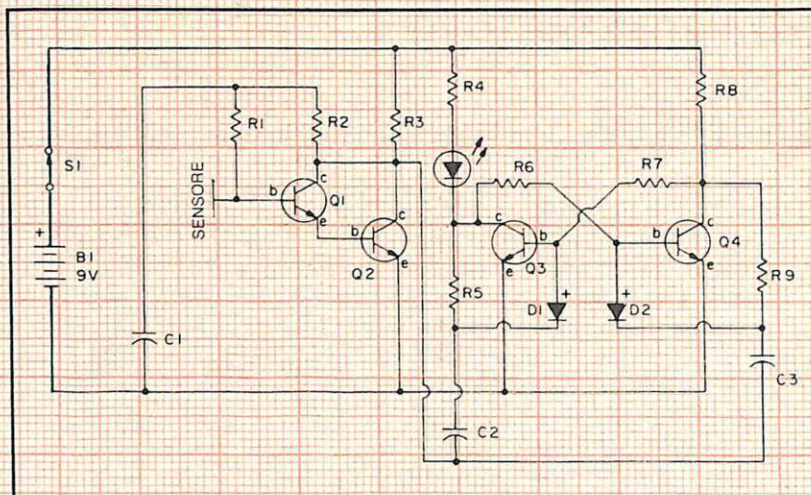 R4
R8
R1
R2
R3
S1
R6
R7
SENSORE
b
c
Q1
e
b
c
Q2
e
c
b
Q3
e
b
c
Q4
e
+
B1
9V
R5
+
D1
+
D2
R9
C1
C2
C3